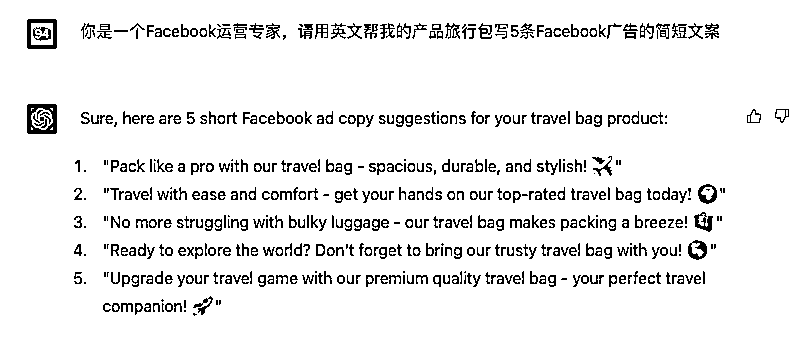 你是一个Facebook运营专家，请用英文帮我的产品旅行包写5条Facebook广告的简短文案
Sure, here are 5 short Facebook ad copy suggestions for your travel bag product:
1. "Pack like a pro with our travel bag - spacious, durable, and stylish! ✈️"
2. "Travel with ease and comfort - get your hands on our top-rated travel bag today! 🌍"
3. "No more struggling with bulky luggage - our travel bag makes packing a breeze! 🛍️"
4. "Ready to explore the world? Don't forget to bring our trusty travel bag with you! 🌎"
5. "Upgrade your travel game with our premium quality travel bag - your perfect travel
companion! 🚀"